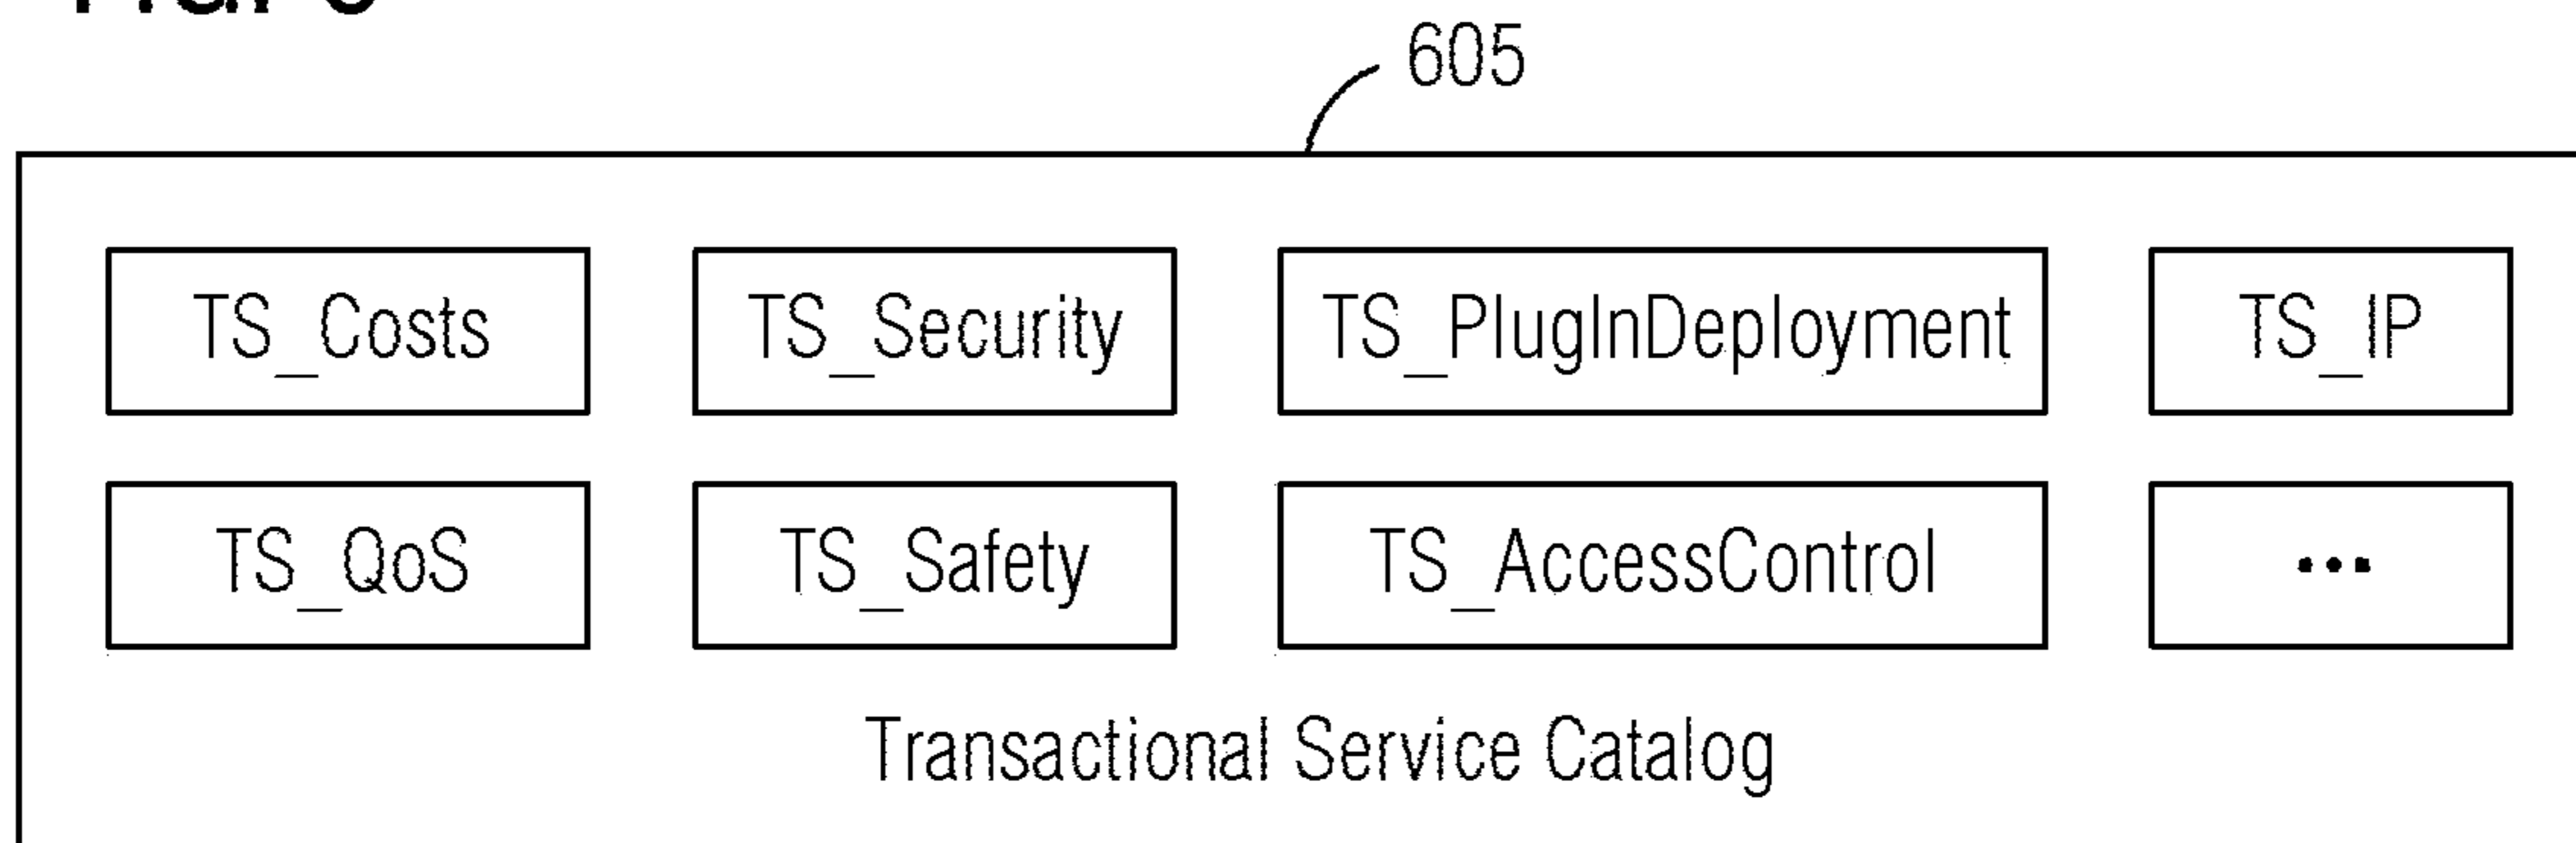 605
TS_Costs TS_Security TS_PlugInDeployment TS_IP
TS_QoS TS_Safety TS_AccessControl ...
Transactional Service Catalog